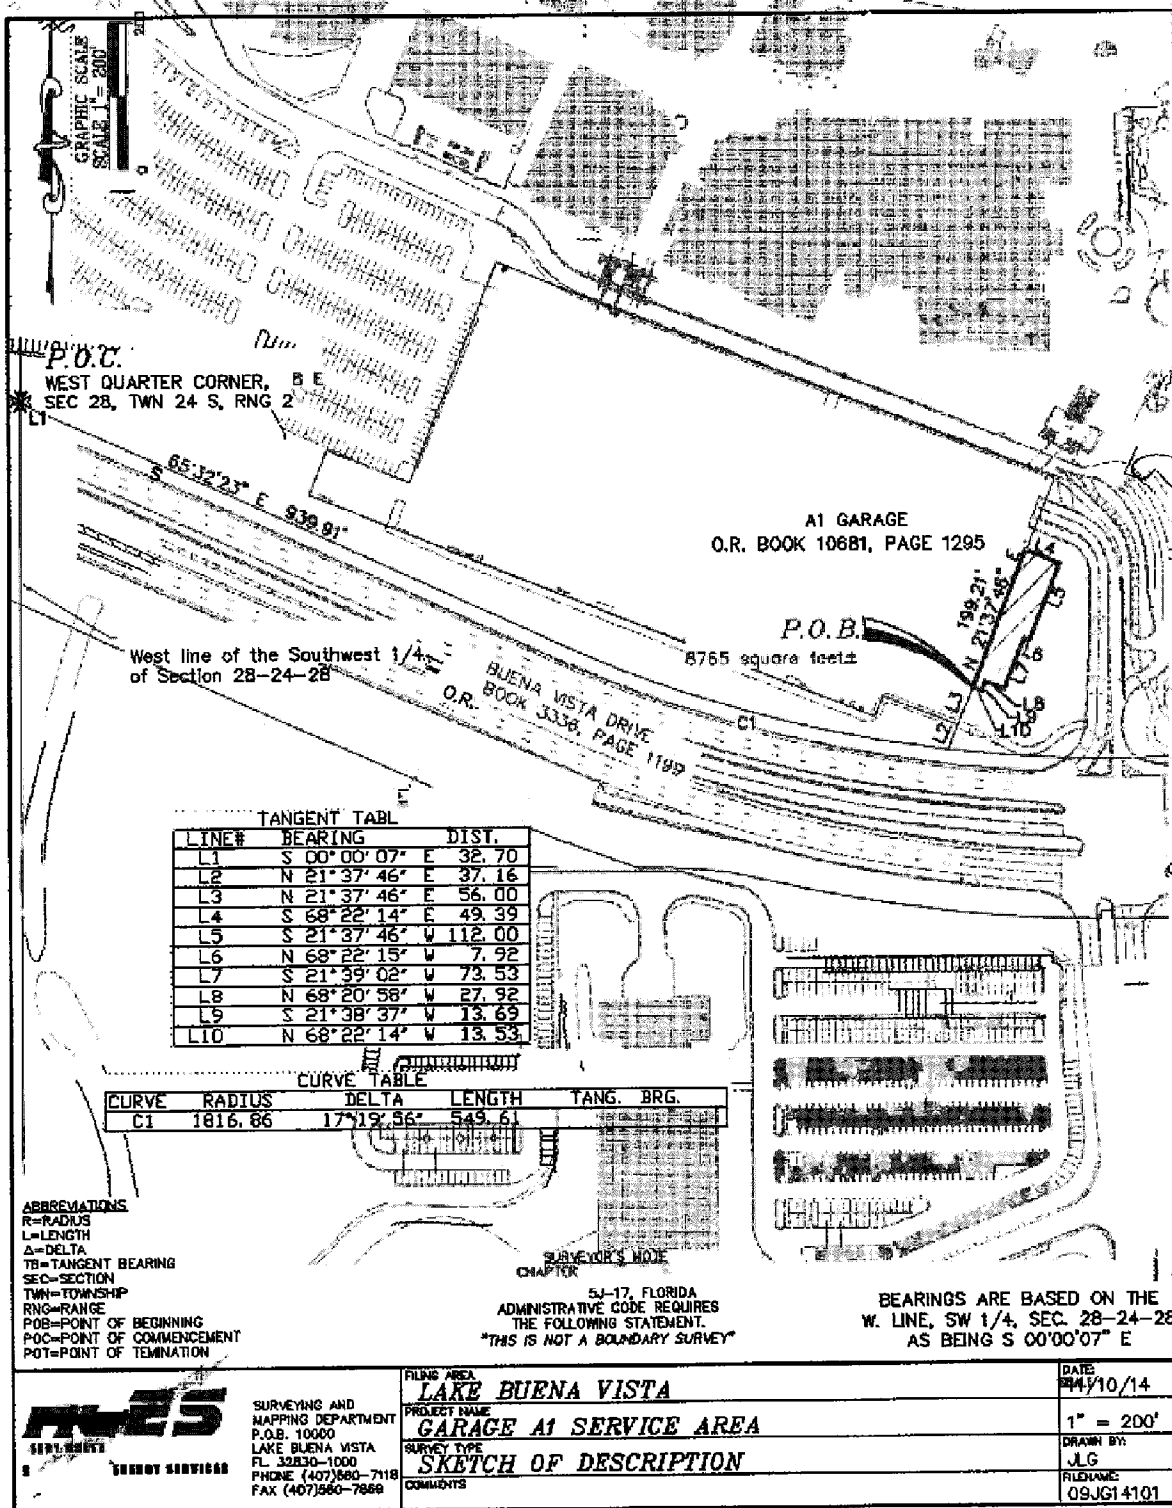 GRAPHIC SCALE
SCALE 1" = 200'
0
P.O.C.
WEST QUARTER CORNER,
SEC 28, TWN 24 S, RNG 2
8 E
L1
S 65°32'23" E 939.91'
A1 GARAGE
O.R. BOOK 10681, PAGE 1295
199.21'
N 21°37'46" E
L4
L5
P.O.B.
8765 square feet±
L6
L7
L8
L9
L10
L3
L2
West line of the Southwest 1/4
of Section 28-24-28
BUENA VISTA DRIVE
O.R. BOOK 3336, PAGE 1199
C1
TANGENT TABL
E
LINE# BEARING DIST.
L1 S 00°00'07" E 32.70
L2 N 21°37'46" E 37.16
L3 N 21°37'46" E 56.00
L4 S 68°22'14" E 49.39
L5 S 21°37'46" W 112.00
L6 N 68°22'15" W 7.92
L7 S 21°39'02" W 73.53
L8 N 68°20'58" W 27.92
L9 S 21°38'37" W 13.69
L10 N 68°22'14" W 13.53
CURVE TABLE
CURVE RADIUS DELTA LENGTH TANG. BRG.
C1 1816.86 17°19'56" 549.61
ABBREVIATIONS
R=RADIUS
L=LENGTH
Δ=DELTA
TB=TANGENT BEARING
SEC=SECTION
TWN=TOWNSHIP
RNG=RANGE
POB=POINT OF BEGINNING
POC=POINT OF COMMENCEMENT
POT=POINT OF TEMINATION
SURVEYOR'S NOTE
CHAPTER
5J-17, FLORIDA
ADMINISTRATIVE CODE REQUIRES
THE FOLLOWING STATEMENT.
"THIS IS NOT A BOUNDARY SURVEY"
BEARINGS ARE BASED ON THE
W. LINE, SW 1/4, SEC. 28-24-28
AS BEING S 00°00'07" E
ENERGY SERVICES
SURVEYING AND
MAPPING DEPARTMENT
P.O.B. 10000
LAKE BUENA VISTA
FL 32830-1000
PHONE (407)560-7118
FAX (407)560-7869
FILING AREA
LAKE BUENA VISTA
PROJECT NAME
GARAGE A1 SERVICE AREA
SURVEY TYPE
SKETCH OF DESCRIPTION
COMMENTS
DATE:
/10/14
1" = 200'
DRAWN BY:
JLG
FILENAME:
09JG14101